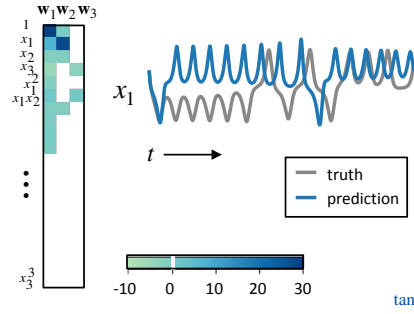 w1 w2 w3
1
x1
x2
x3
x1^2
x1x2
x3^3
x1
t
truth
prediction
-10 0 10 20 30
tan